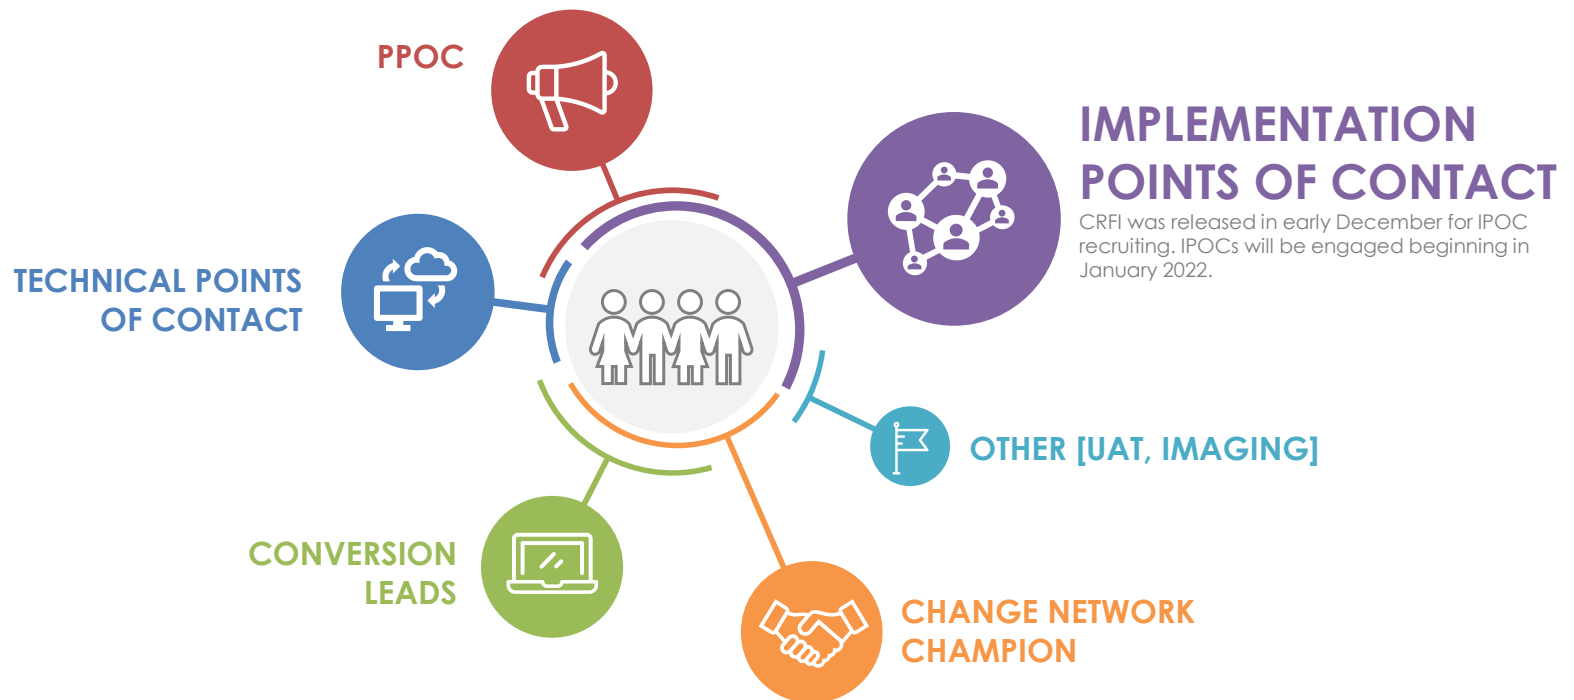 PPOC
IMPLEMENTATION
POINTS OF CONTACT
CRFI was released in early December for IPOC
recruiting. IPOCs will be engaged beginning in
January 2022.
TECHNICAL POINTS
OF CONTACT
OTHER [UAT, IMAGING]
CONVERSION
LEADS
CHANGE NETWORK
CHAMPION